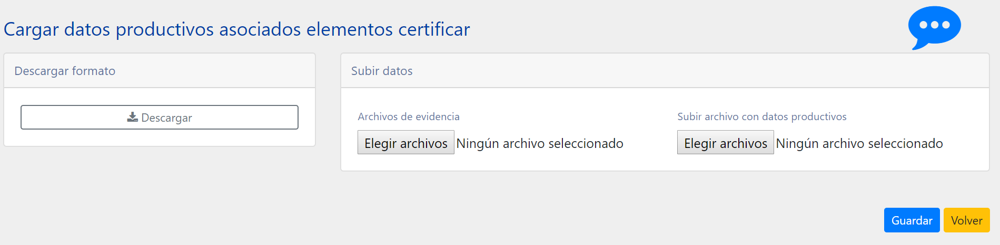 Cargar datos productivos asociados elementos certificar
Descargar formato
Descargar
Subir datos
Archivos de evidencia
Elegir archivos Ningún archivo seleccionado
Subir archivo con datos productivos
Elegir archivos Ningún archivo seleccionado
Guardar Volver